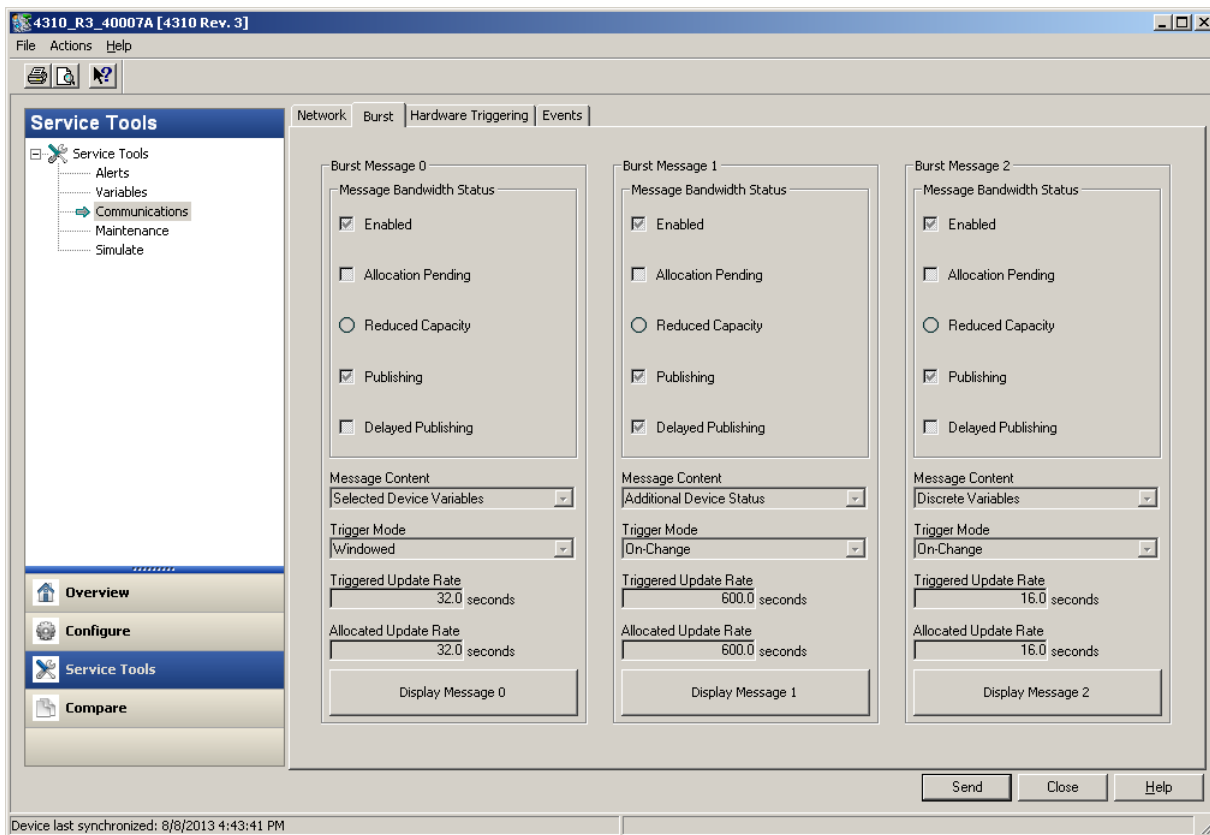 4310_R3_40007A [4310 Rev. 3]
File Actions Help
Service Tools
Service Tools
Alerts
Variables
Communications
Maintenance
Simulate
Overview
Configure
Service Tools
Compare
Network Burst Hardware Triggering Events
Burst Message 0
Message Bandwidth Status
Enabled
Allocation Pending
Reduced Capacity
Publishing
Delayed Publishing
Message Content
Selected Device Variables
Trigger Mode
Windowed
Triggered Update Rate
32.0 seconds
Allocated Update Rate
32.0 seconds
Display Message 0
Burst Message 1
Message Bandwidth Status
Enabled
Allocation Pending
Reduced Capacity
Publishing
Delayed Publishing
Message Content
Additional Device Status
Trigger Mode
On-Change
Triggered Update Rate
600.0 seconds
Allocated Update Rate
600.0 seconds
Display Message 1
Burst Message 2
Message Bandwidth Status
Enabled
Allocation Pending
Reduced Capacity
Publishing
Delayed Publishing
Message Content
Discrete Variables
Trigger Mode
On-Change
Triggered Update Rate
16.0 seconds
Allocated Update Rate
16.0 seconds
Display Message 2
Send Close Help
Device last synchronized: 8/8/2013 4:43:41 PM